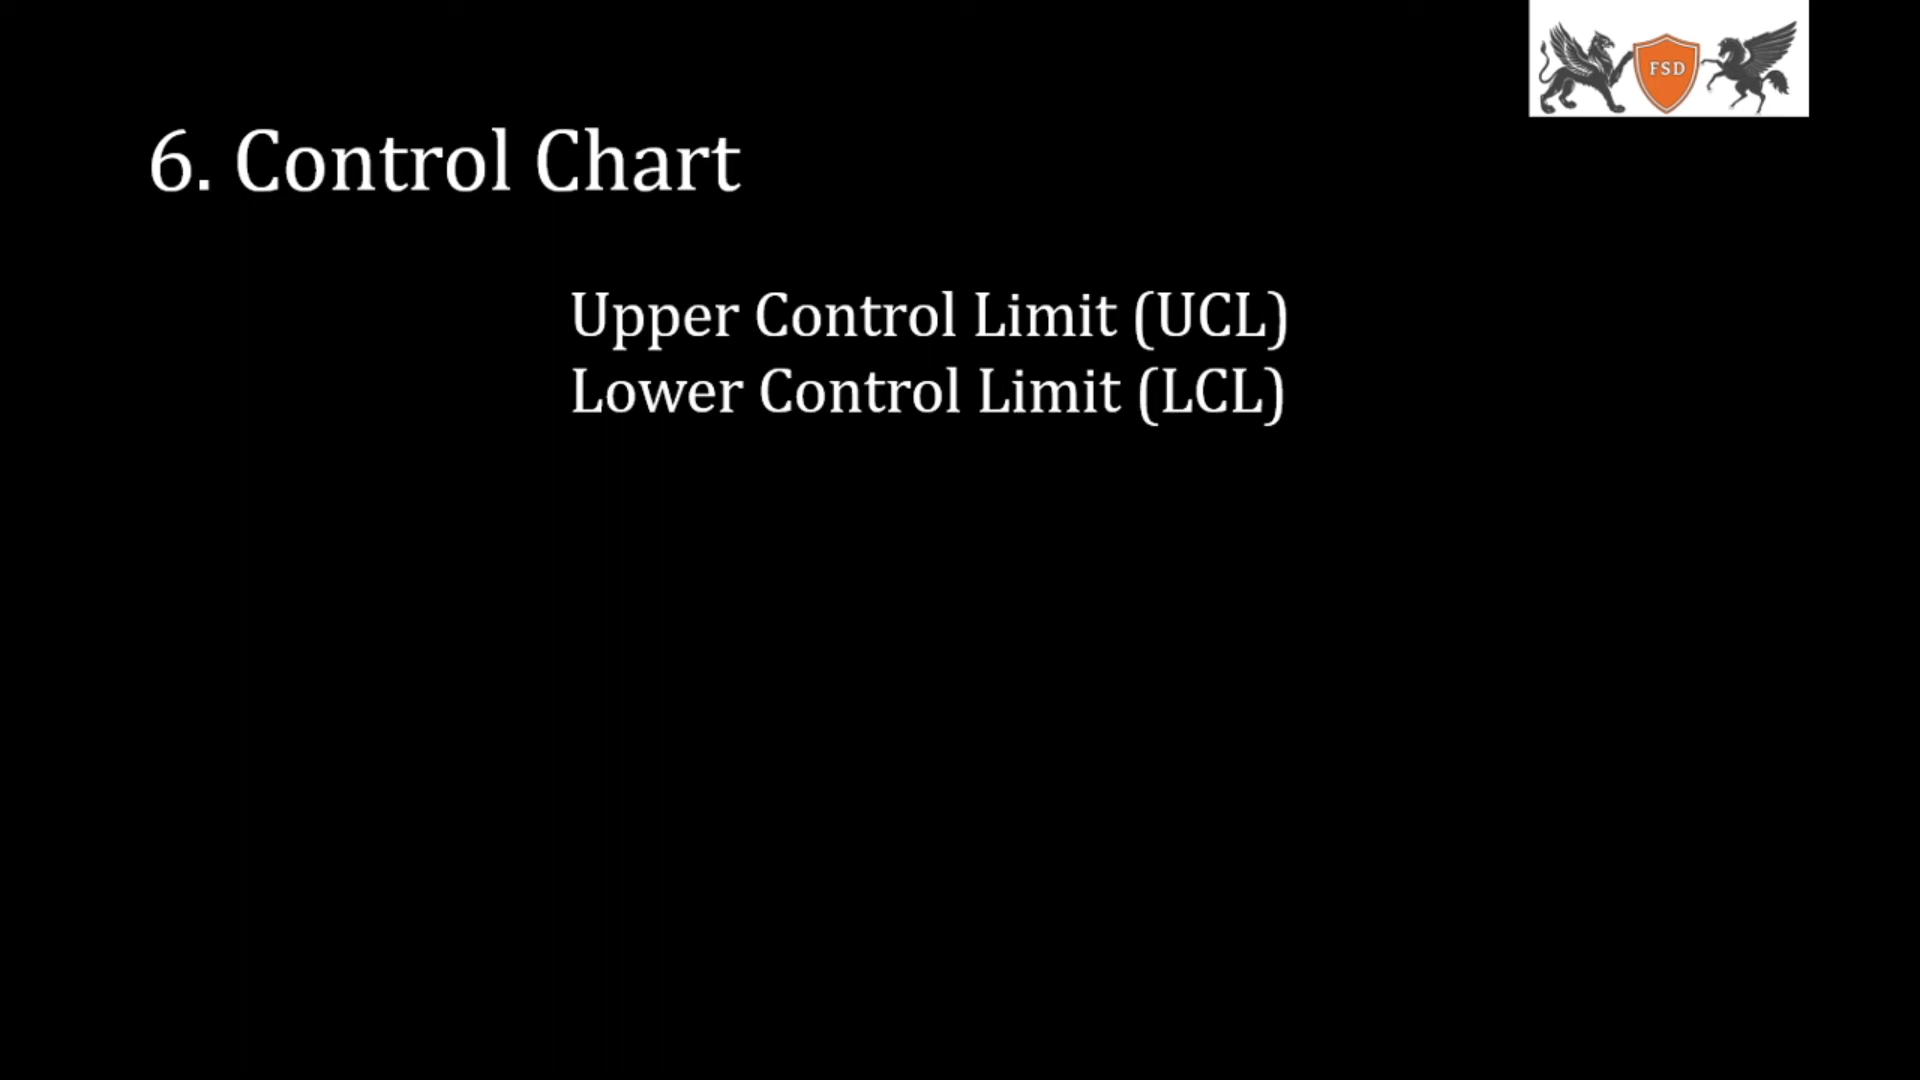 FSD
6. Control Chart
Upper Control Limit (UCL)
Lower Control Limit (LCL)